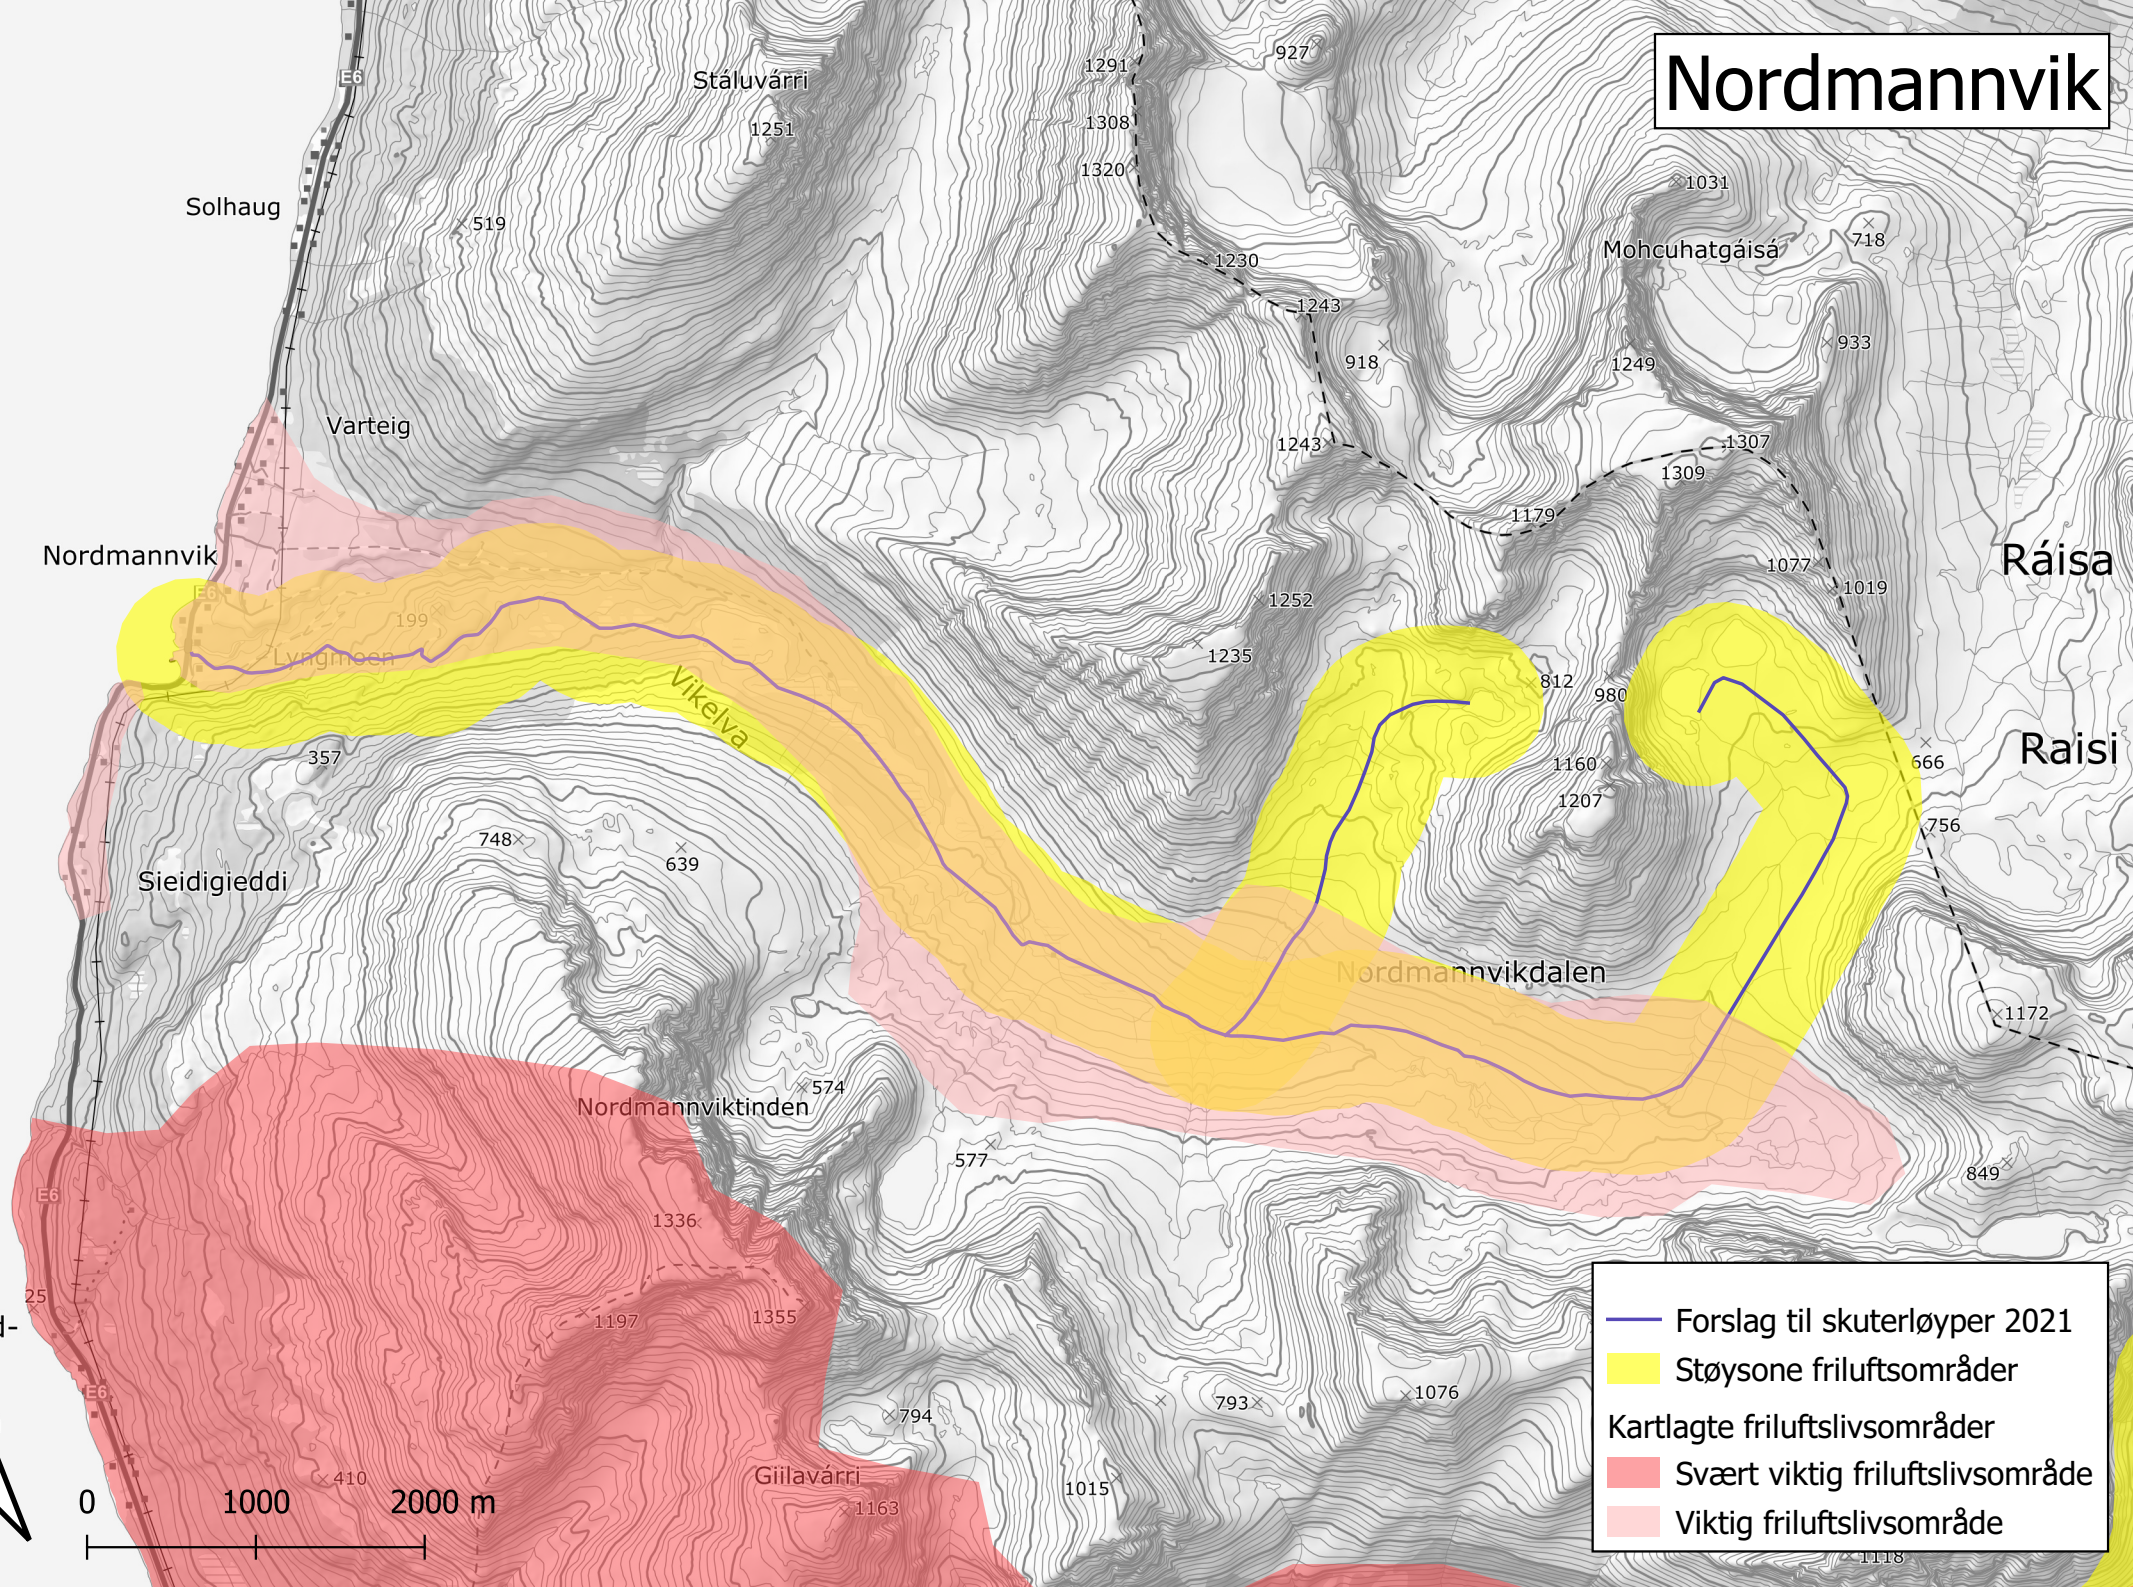 Nordmannvik
927
1291
E6
Stáluvárri
1308
1251
1320
1031
Solhaug
519
718
Mohcuhatgáisá
1230
1243
933
918
1249
Varteig
1243
1307
1309
1179
Nordmannvik
Ráisa
1077
1019
E6
1252
199
Lyngmoen
1235
812
980
Vikelva
Raisi
357
666
1160
1207
756
748
639
Sieidigieddi
Nordmannvikdalen
1172
574
Nordmannviktinden
577
849
E6
1336
25
1197
1355
d-
E6
794
793
1076
Giilavárri
410
1015
1163
0 1000 2000 m
Forslag til skuterløyper 2021
Støysone friluftsområder
Kartlagte friluftslivsområder
Svært viktig friluftslivsområde
Viktig friluftslivsområde
1118